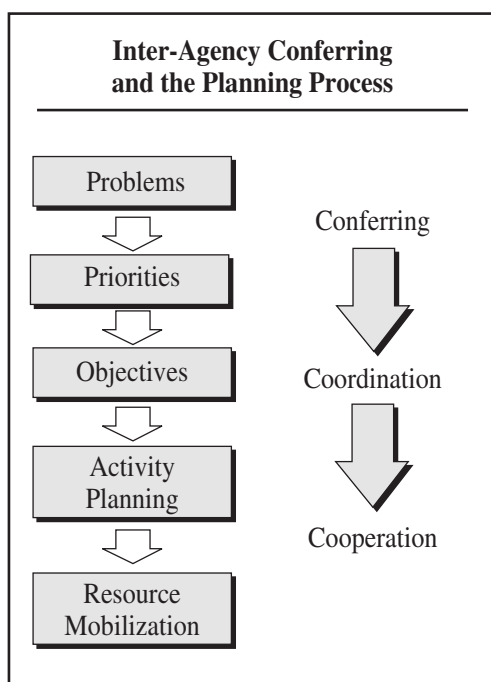 Inter-Agency Conferring
and the Planning Process
Problems
Priorities
Objectives
Activity
Planning
Resource
Mobilization
Conferring
Coordination
Cooperation